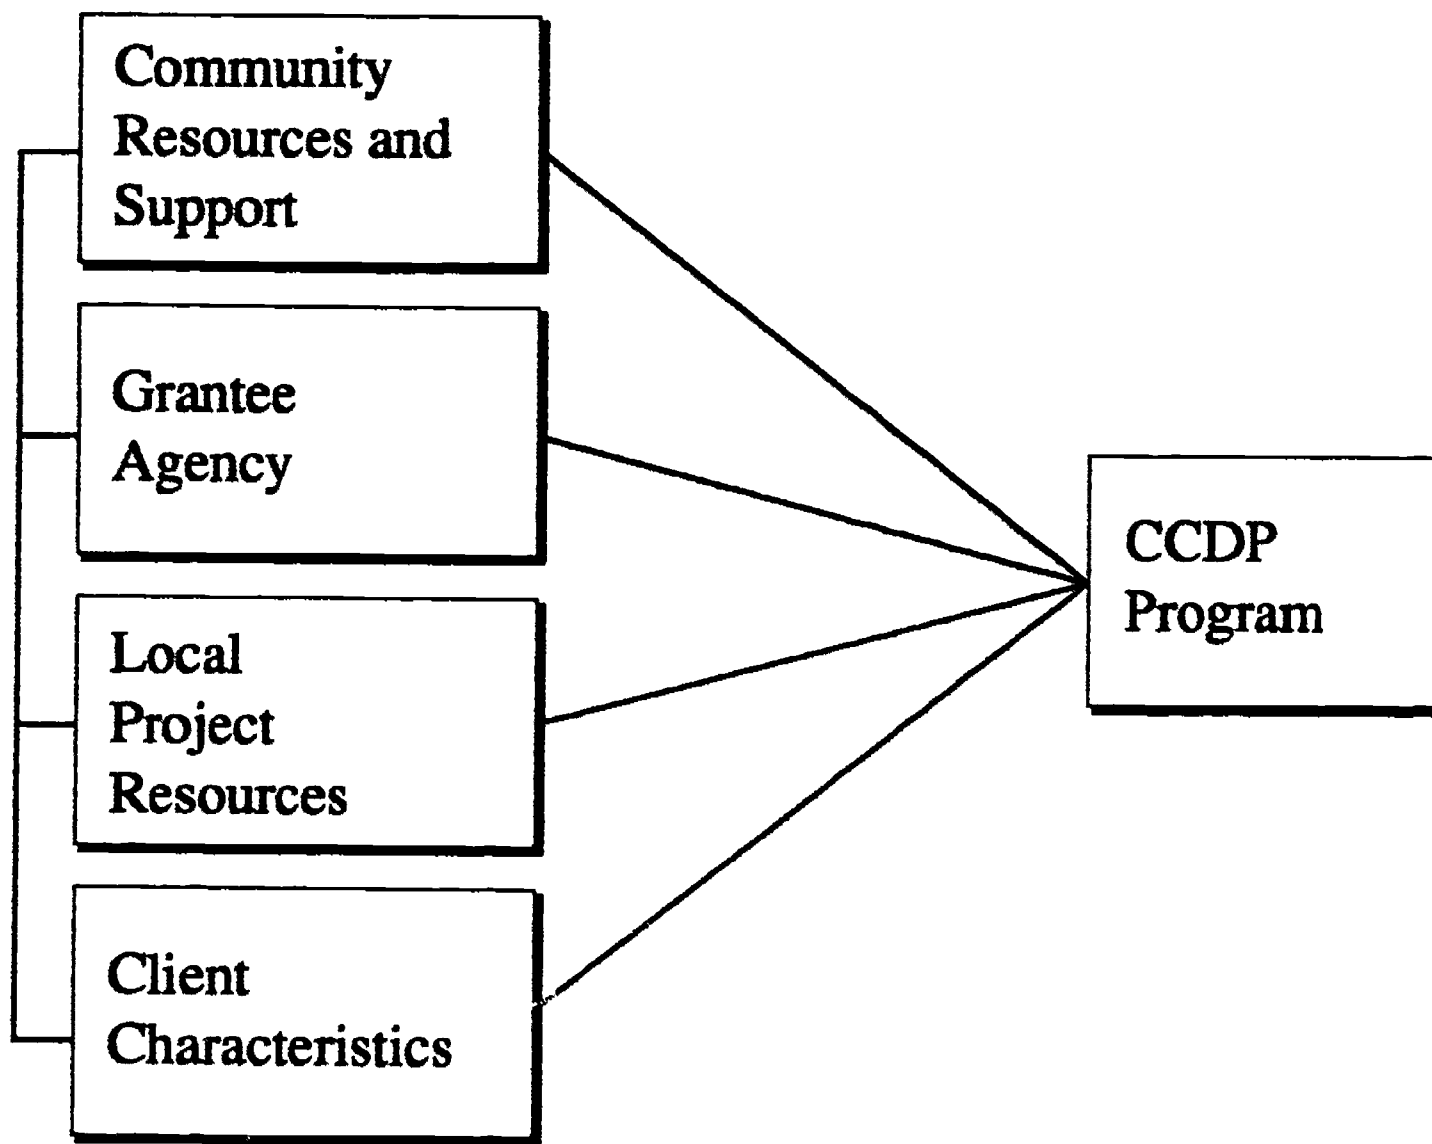 Community
Resources and
Support
Grantee
Agency
Local
Project
Resources
Client
Characteristics
CCDP
Program